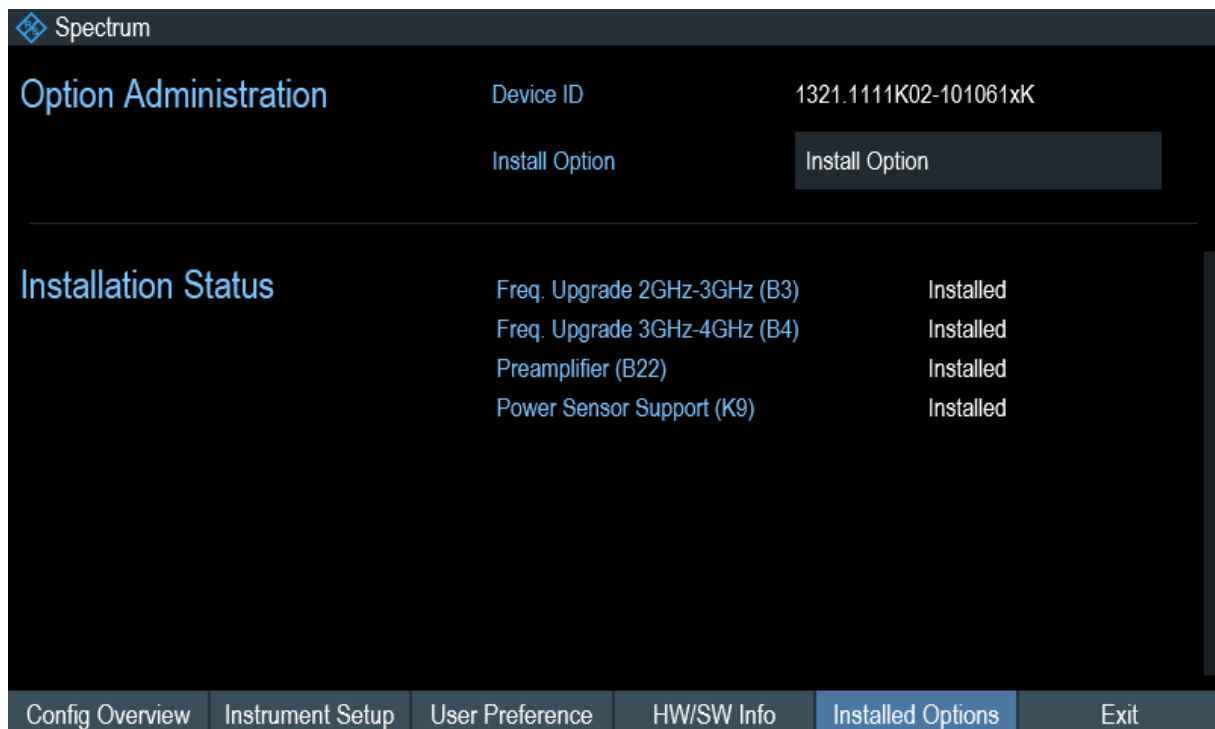 Spectrum
Option Administration
Device ID
1321.1111K02-101061xK
Install Option
Install Option
Installation Status
Freq. Upgrade 2GHz-3GHz (B3) Installed
Freq. Upgrade 3GHz-4GHz (B4) Installed
Preamplifier (B22) Installed
Power Sensor Support (K9) Installed
Config Overview Instrument Setup User Preference HW/SW Info Installed Options Exit